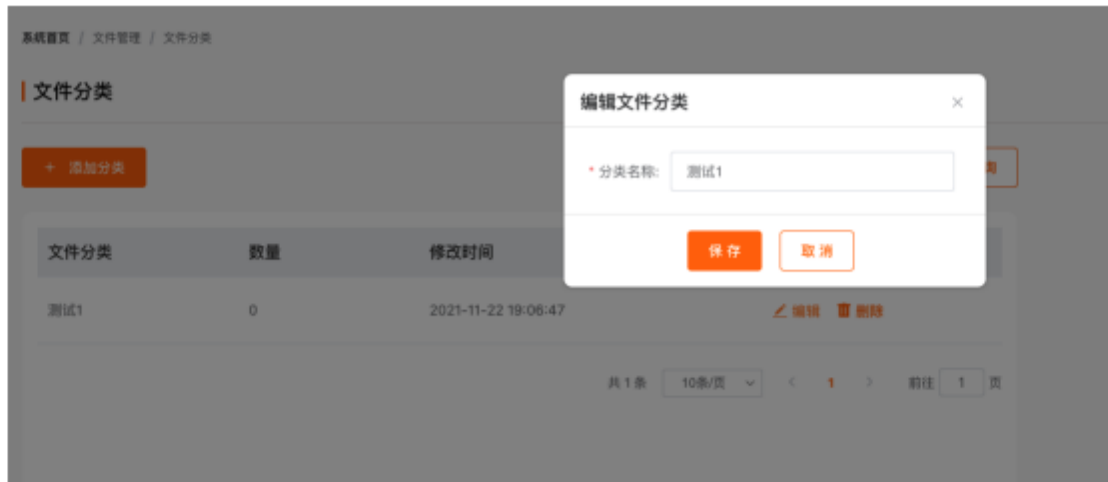 系统首页 / 文件管理 / 文件分类
文件分类
编辑文件分类
+ 添加分类
* 分类名称: 测试1
保存 取消
文件分类 数量 修改时间
测试1 0 2021-11-22 19:06:47 编辑 删除
共 1 条 10条/页 < 1 > 前往 1 页